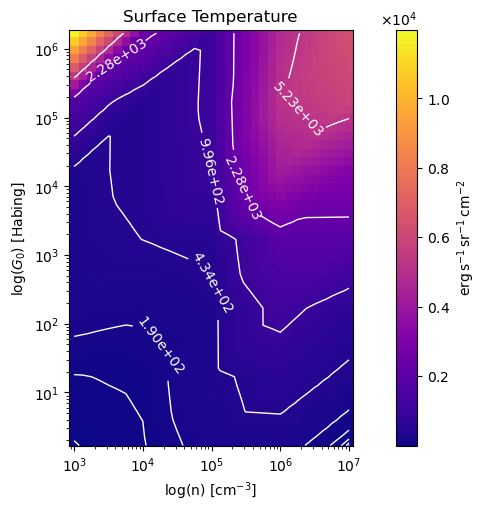 Surface Temperature
×10⁴
10⁶
10⁵
10⁴
10³
10²
10¹
log(G₀) [Habing]
2.28e+03
5.23e+03
9.96e+02
2.28e+03
4.34e+02
1.90e+02
1.0
0.8
0.6
0.4
0.2
erg s⁻¹ sr⁻¹ cm⁻²
10³ 10⁴ 10⁵ 10⁶ 10⁷
log(n) [cm⁻³]